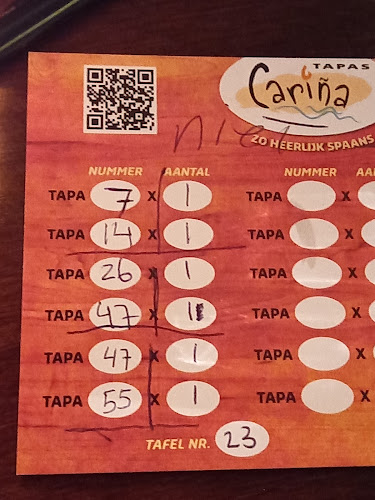 TAPAS
Cariña
niet
ZO HEERLIJK SPAANS
NUMMER AANTAL NUMMER
TAPA 7 X 1 TAPA X
TAPA 14 X 1 TAPA X
TAPA 26 X 1 TAPA X
TAPA 47 X TAPA X
TAPA 47 X 1 TAPA X
TAPA 55 X 1 TAPA X
TAFEL NR. 23